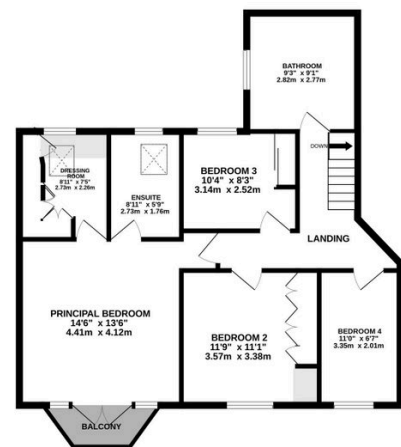 BATHROOM
9'3" x 9'1"
2.82m x 2.77m
DRESSING
ROOM
8'11" x 7'5"
2.73m x 2.26m
ENSUITE
8'11" x 5'9"
2.73m x 1.76m
BEDROOM 3
10'4" x 8'3"
3.14m x 2.52m
DOWN
LANDING
PRINCIPAL BEDROOM
14'6" x 13'6"
4.41m x 4.12m
BEDROOM 2
11'9" x 11'1"
3.57m x 3.38m
BEDROOM 4
11'0" x 6'7"
3.35m x 2.01m
BALCONY